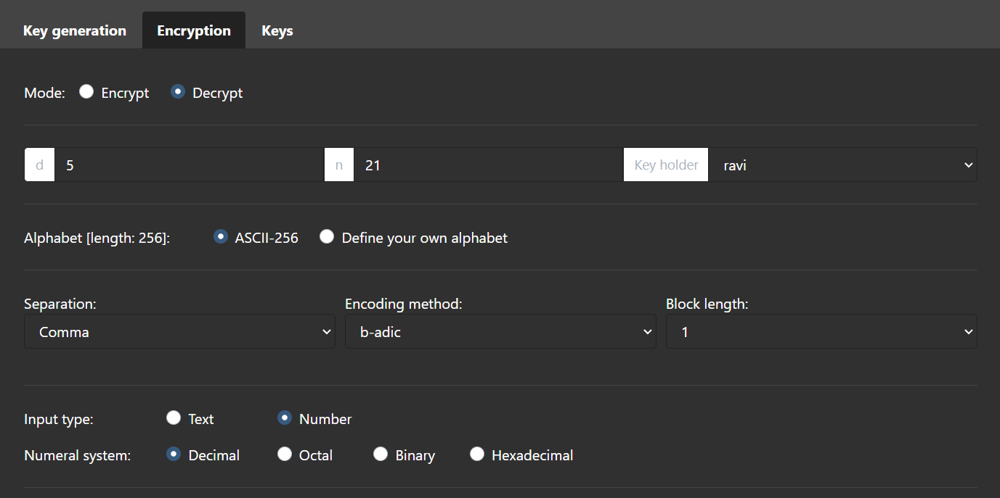 Key generation Encryption Keys
Mode: Encrypt Decrypt
d 5 n 21 Key holder ravi
Alphabet [length: 256]: ASCII-256 Define your own alphabet
Separation: Encoding method: Block length:
Comma b-adic 1
Input type: Text Number
Numeral system: Decimal Octal Binary Hexadecimal